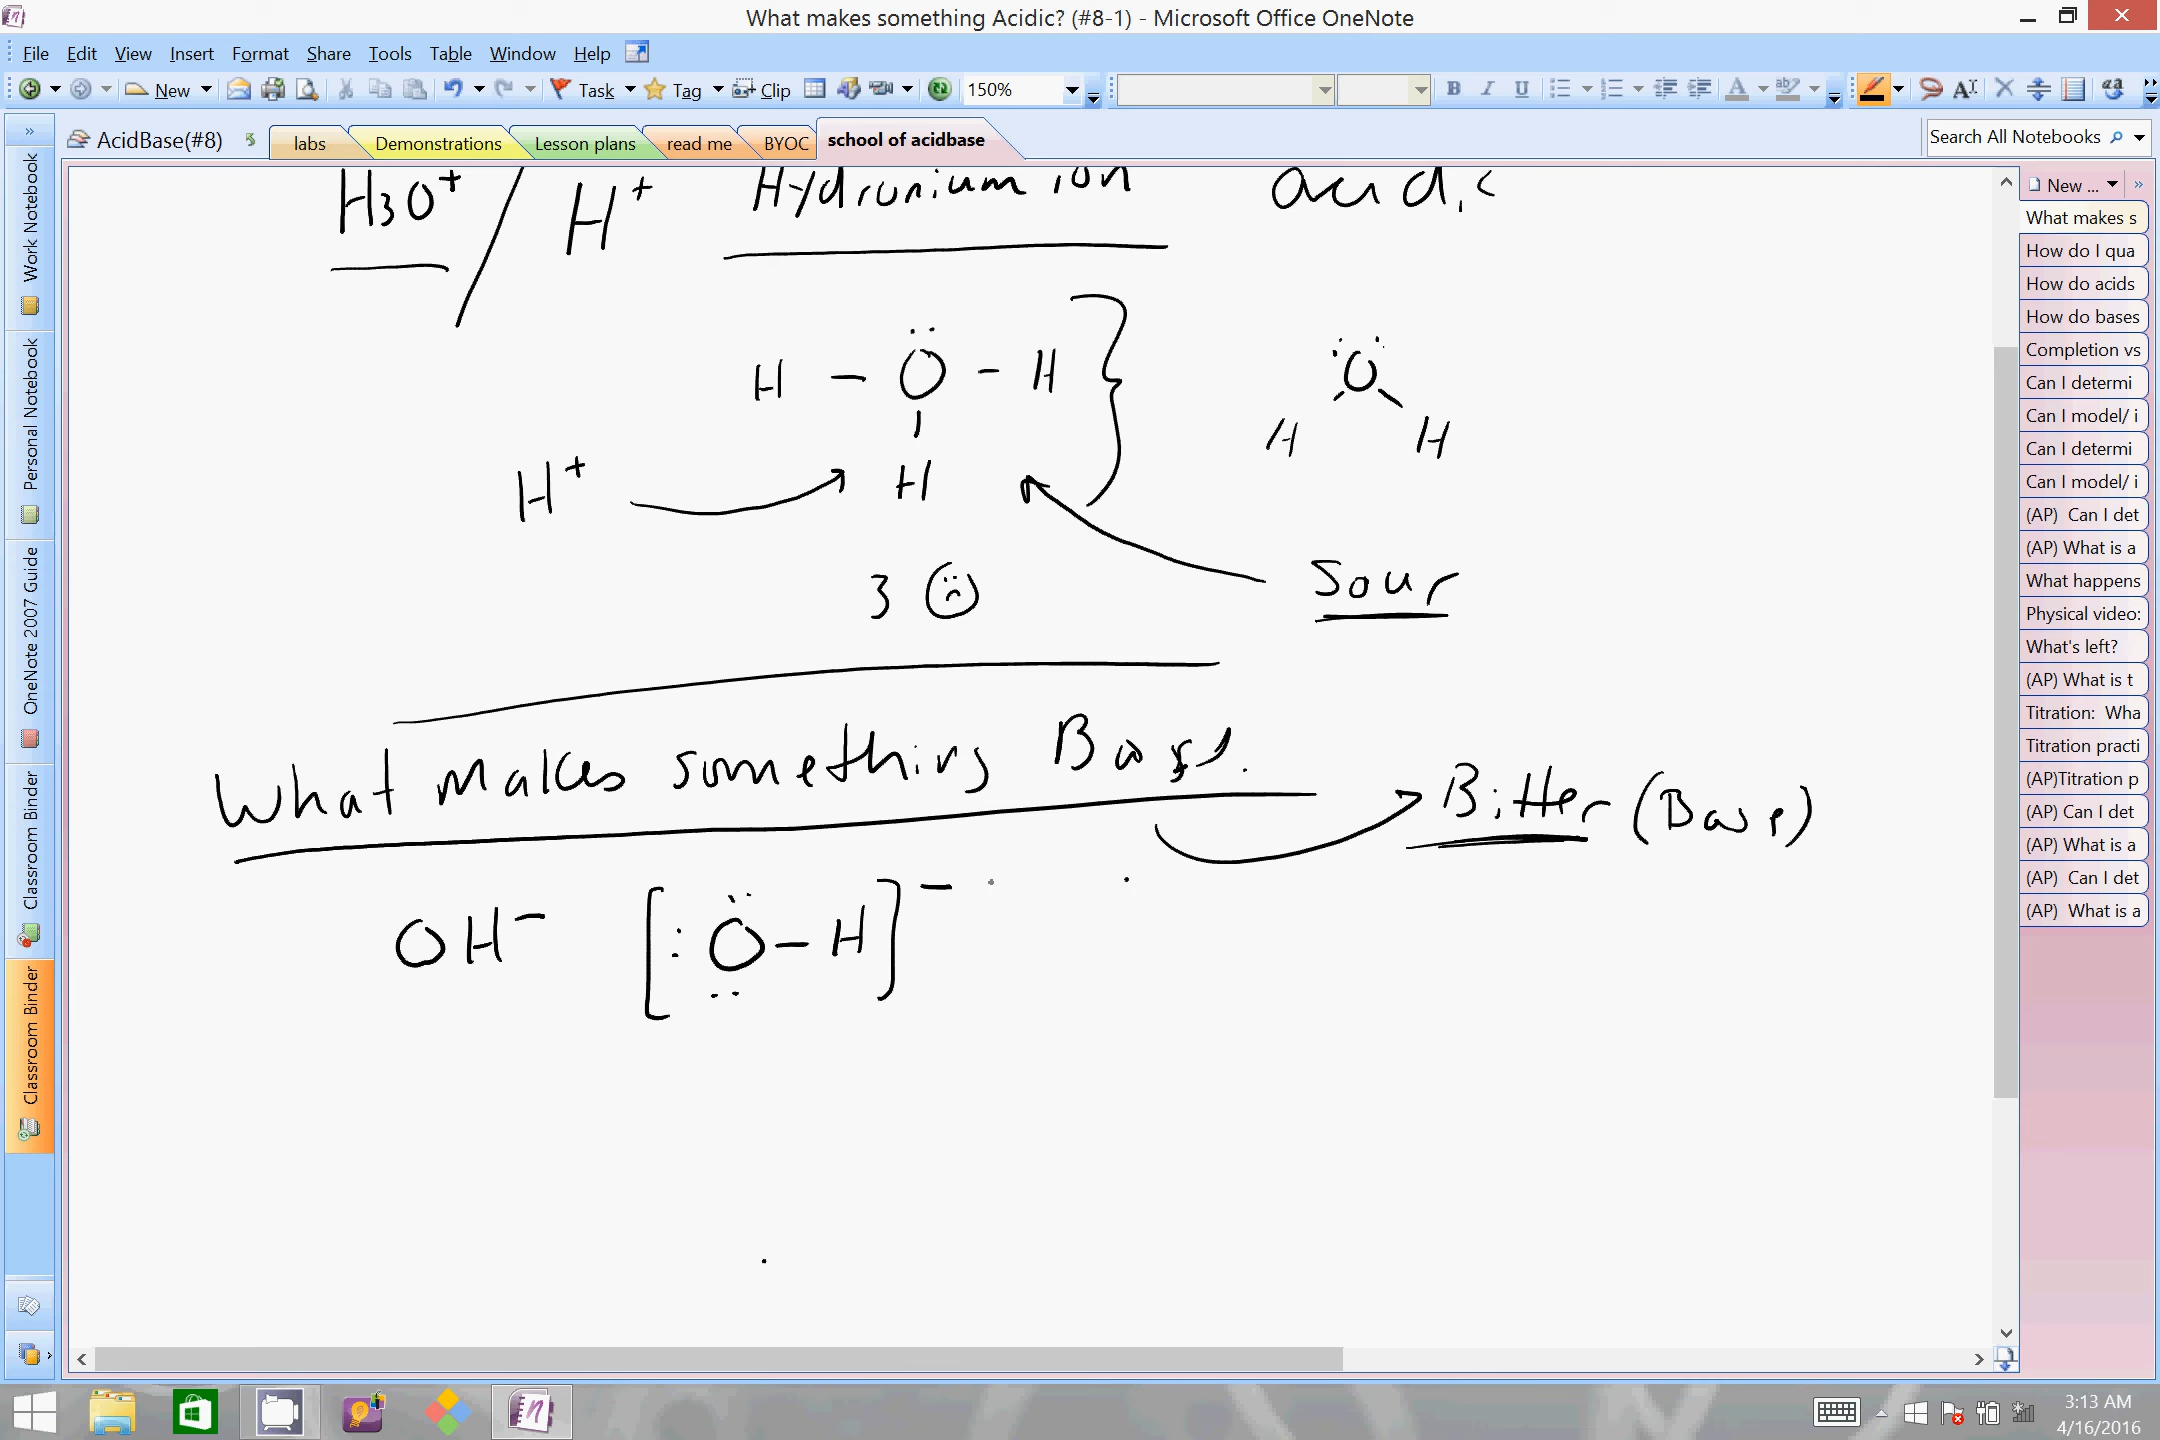 What makes something Acidic? (#8-1) - Microsoft Office OneNote
File Edit View Insert Format Share Tools Table Window Help
New Task Tag Clip 150% B I U
AcidBase(#8) labs Demonstrations Lesson plans read me BYOC school of acidbase
Search All Notebooks
Work Notebook
Personal Notebook
OneNote 2007 Guide
Classroom Binder
Classroom Binder
H3O+ / H+ Hydronium ion acidic
H - O - H
H
H+
O
H H
3
Sour
What makes something Basic.
Bitter (Base)
OH- [:O-H]-
New ...
What makes s
How do I qua
How do acids
How do bases
Completion vs
Can I determi
Can I model/ i
Can I determi
Can I model/ i
(AP) Can I det
(AP) What is a
What happens
Physical video:
What's left?
(AP) What is t
Titration: Wha
Titration practi
(AP)Titration p
(AP) Can I det
(AP) What is a
(AP) Can I det
(AP) What is a
3:13 AM
4/16/2016